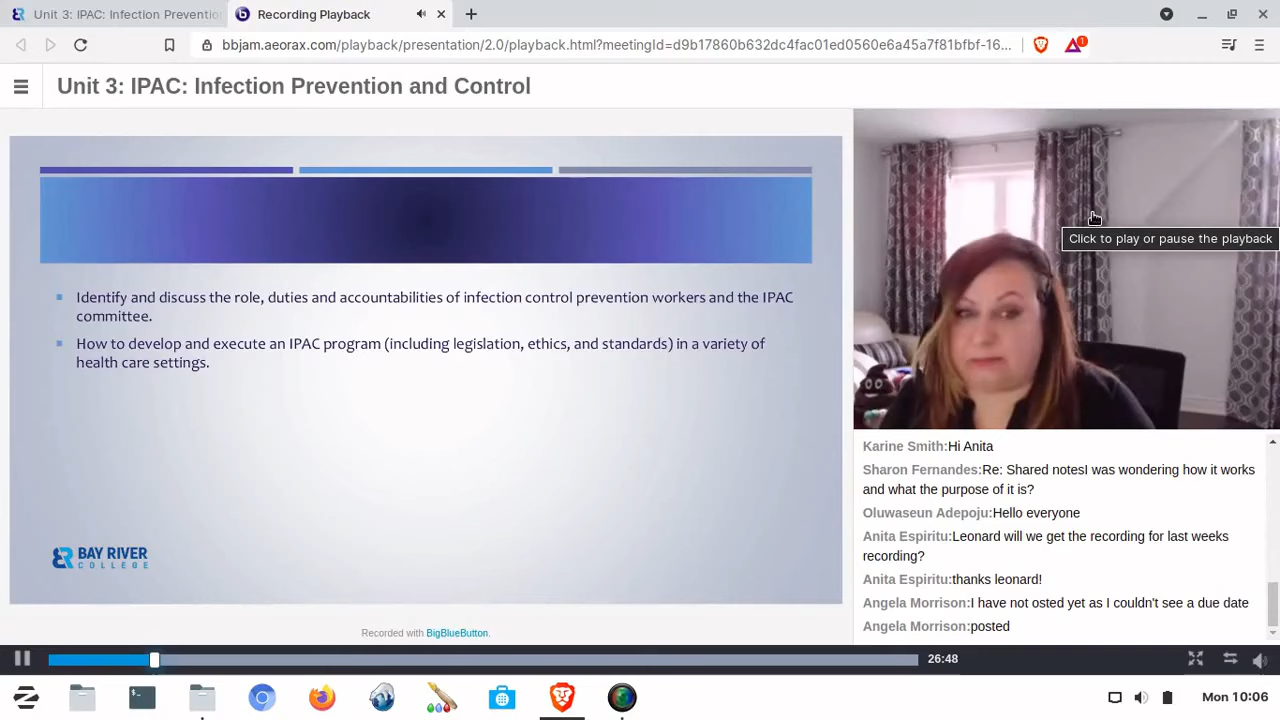 Unit 3: IPAC: Infection Preventio
Recording Playback
bbjam.aeorax.com/playback/presentation/2.0/playback.html?meetingId=d9b17860b632dc4fac01ed0560e6a45a7f81bfbf-16...
1
Unit 3: IPAC: Infection Prevention and Control
Identify and discuss the role, duties and accountabilities of infection control prevention workers and the IPAC
committee.
How to develop and execute an IPAC program (including legislation, ethics, and standards) in a variety of
health care settings.
BAY RIVER
COLLEGE
Recorded with BigBlueButton.
Click to play or pause the playback
Karine Smith:Hi Anita
Sharon Fernandes:Re: Shared notesI was wondering how it works
and what the purpose of it is?
Oluwaseun Adepoju:Hello everyone
Anita Espiritu:Leonard will we get the recording for last weeks
recording?
Anita Espiritu:thanks leonard!
Angela Morrison:I have not osted yet as I couldn't see a due date
Angela Morrison:posted
26:48
Mon 10:06